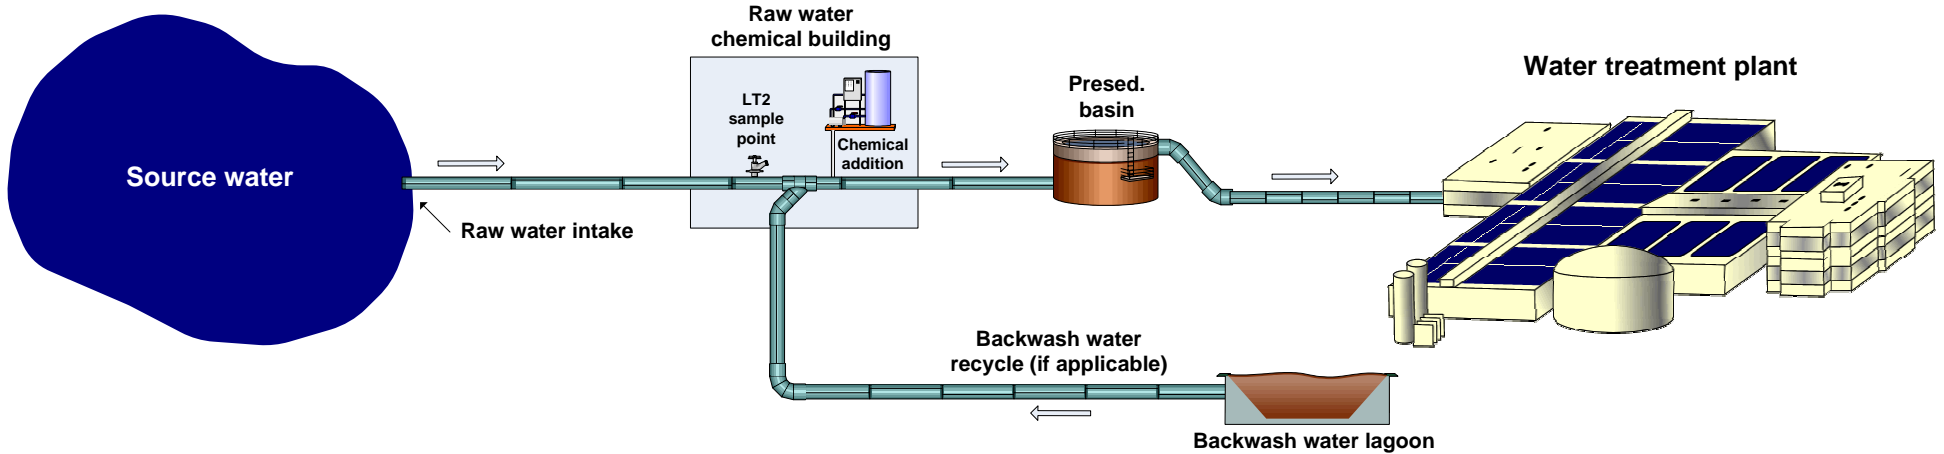 Raw water
chemical building
Water treatment plant
Presed.
basin
LT2
sample
point
Chemical
addition
Source water
Raw water intake
Backwash water
recycle (if applicable)
Backwash water lagoon